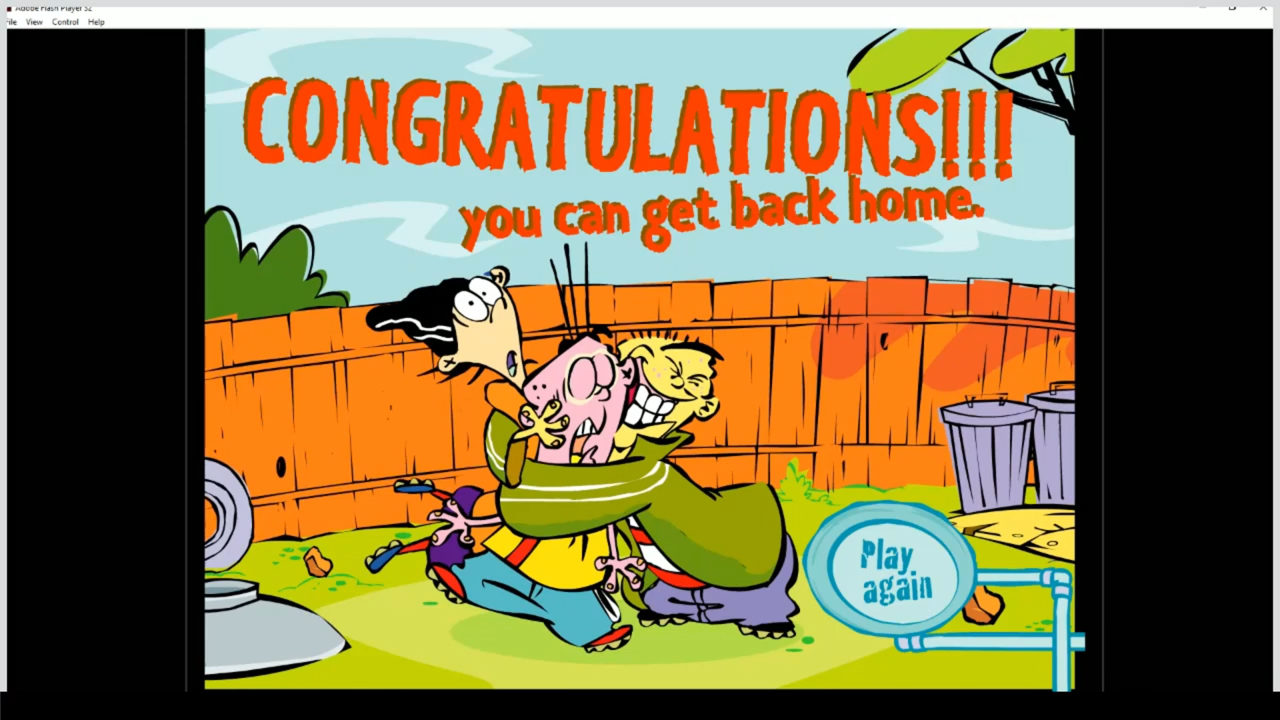 Adobe Flash Player 32
File View Control Help
CONGRATULATIONS!!!
you can get back home.
Play
again